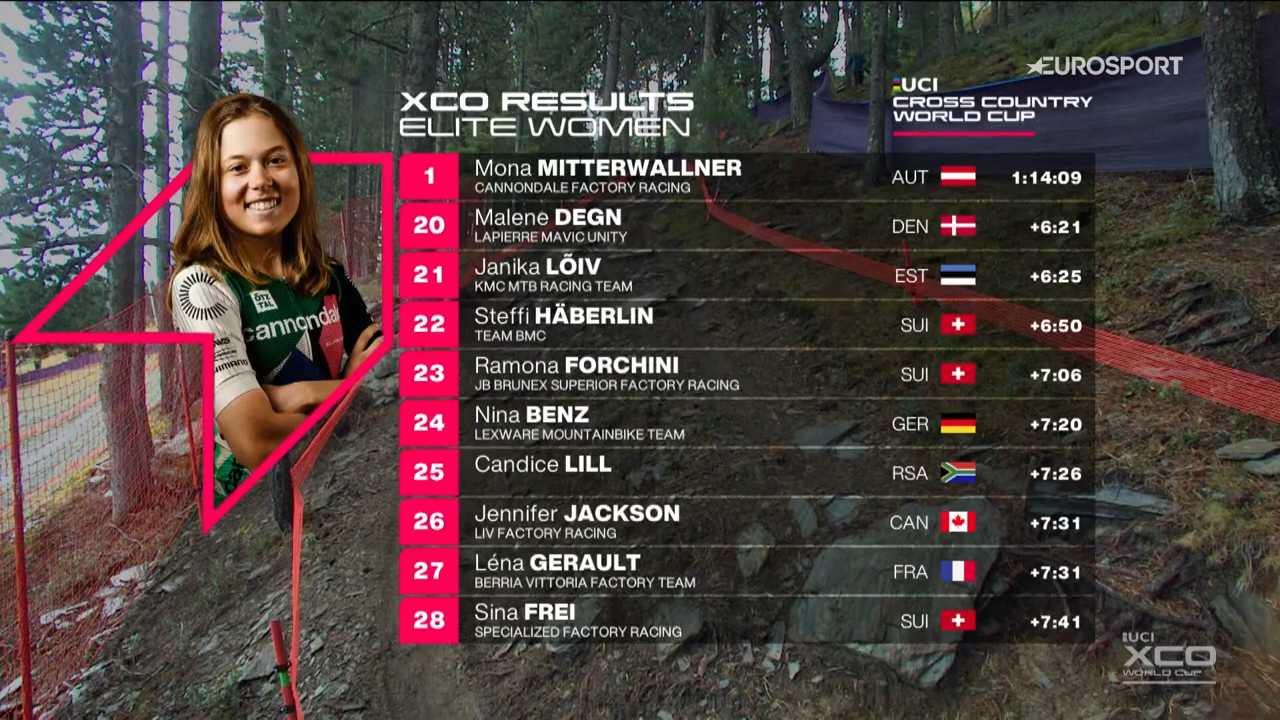 EUROSPORT
UCI
CROSS COUNTRY
WORLD CUP
XCO RESULTS
ELITE WOMEN
1 Mona MITTERWALLNER AUT 1:14:09
CANNONDALE FACTORY RACING
20 Malene DEGN DEN +6:21
LAPIERRE MAVIC UNITY
21 Janika LÕIV EST +6:25
KMC MTB RACING TEAM
22 Steffi HÄBERLIN SUI +6:50
TEAM BMC
23 Ramona FORCHINI SUI +7:06
JB BRUNEX SUPERIOR FACTORY RACING
24 Nina BENZ GER +7:20
LEXWARE MOUNTAINBIKE TEAM
25 Candice LILL RSA +7:26
26 Jennifer JACKSON CAN +7:31
LIV FACTORY RACING
27 Léna GERAULT FRA +7:31
BERRIA VITTORIA FACTORY TEAM
28 Sina FREI SUI +7:41
SPECIALIZED FACTORY RACING
ÖTZ
TAL
cannondale
SHIMANO
UCI
XCO
WORLD CUP